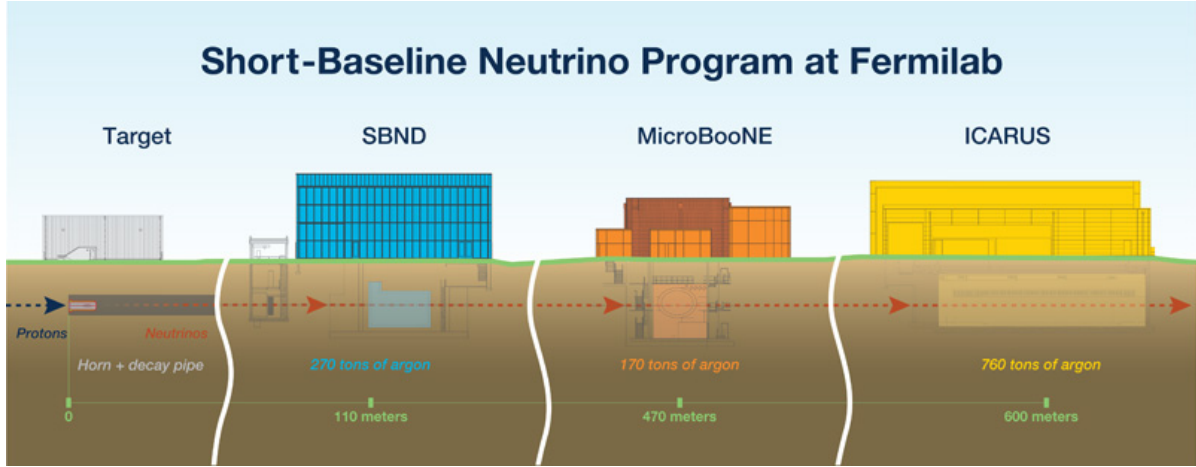 Short-Baseline Neutrino Program at Fermilab
Target
SBND
MicroBooNE
ICARUS
Protons
Neutrinos
Horn + decay pipe
270 tons of argon
170 tons of argon
760 tons of argon
0
110 meters
470 meters
600 meters